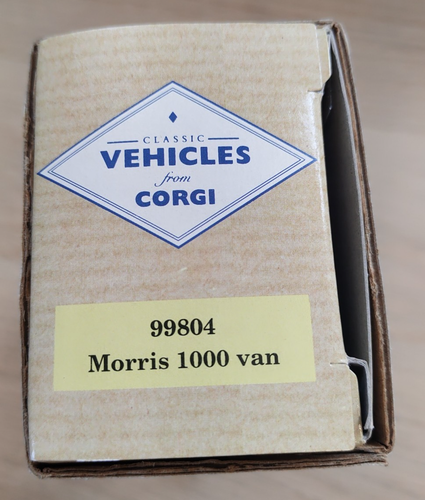 CLASSIC
VEHICLES
from
CORGI
99804
Morris 1000 van